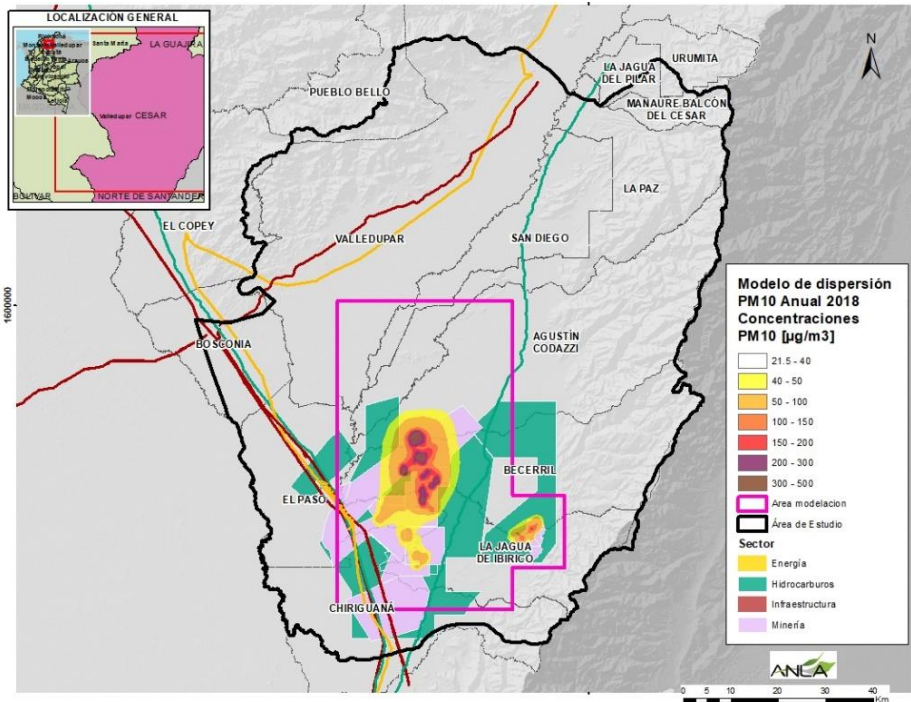 LOCALIZACIÓN GENERAL
Santa Marta
LA GUAJIRA
Valledupar
CESAR
BOLIVAR
NORTE DE SANTANDER
N
PUEBLO BELLO
LA JAGUA
DEL PILAR
URUMITA
MANAURE.BALCÓN
DEL CESAR
LA PAZ
EL COPEY
VALLEDUPAR
SAN DIEGO
1600000
BOSCONIA
AGUSTÍN
CODAZZI
BECERRIL
EL PASO
LA JAGUA
DE IBIRICO
CHIRIGUANÁ
Modelo de dispersión
PM10 Anual 2018
Concentraciones
PM10 [µg/m3]
21.5 - 40
40 - 50
50 - 100
100 - 150
150 - 200
200 - 300
300 - 500
Area modelacion
Área de Estudio
Sector
Energía
Hidrocarburos
Infraestructura
Minería
ANLA
0 5 10 20 30 40
Km